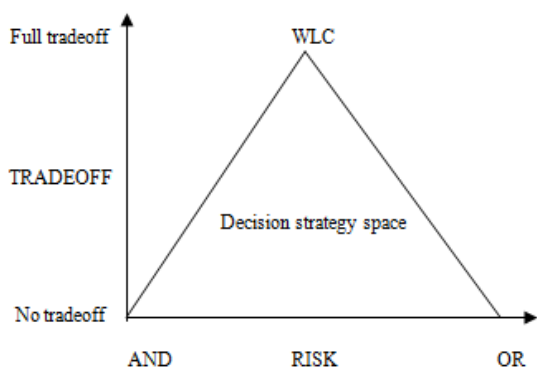 Full tradeoff
WLC
TRADEOFF
Decision strategy space
No tradeoff
AND
RISK
OR